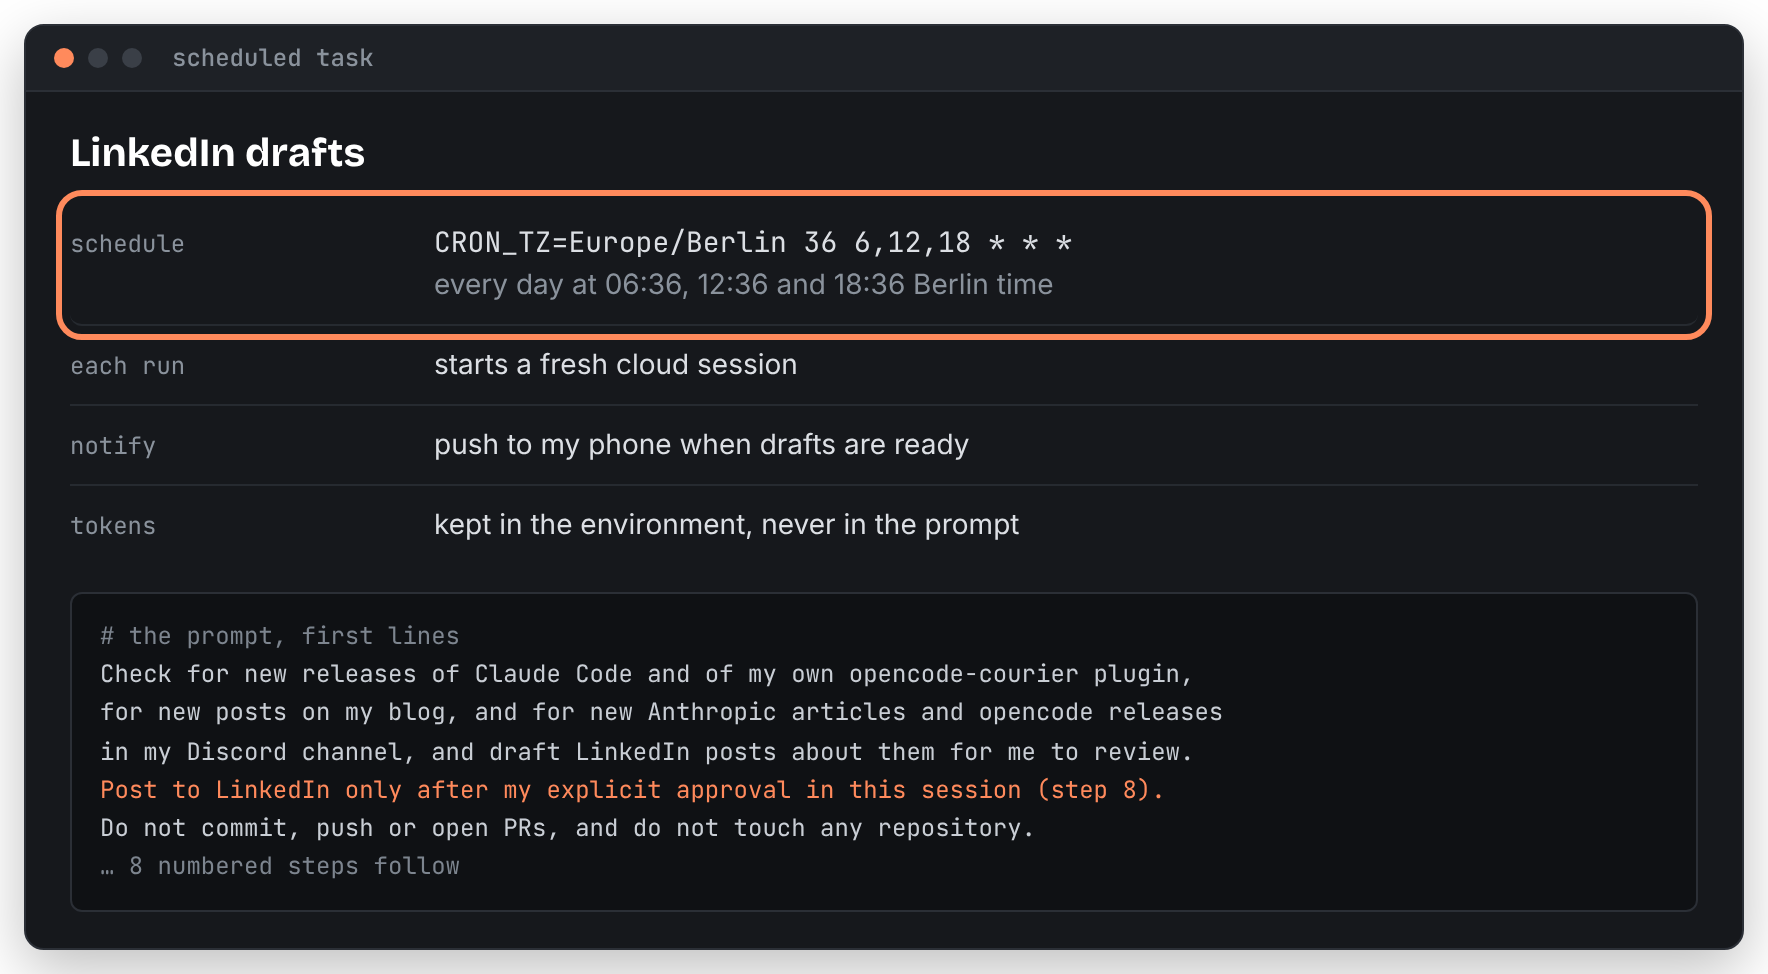 scheduled task
LinkedIn drafts
schedule
CRON_TZ=Europe/Berlin 36 6,12,18 * * *
every day at 06:36, 12:36 and 18:36 Berlin time
each run
starts a fresh cloud session
notify
push to my phone when drafts are ready
tokens
kept in the environment, never in the prompt
# the prompt, first lines
Check for new releases of Claude Code and of my own opencode-courier plugin,
for new posts on my blog, and for new Anthropic articles and opencode releases
in my Discord channel, and draft LinkedIn posts about them for me to review.
Post to LinkedIn only after my explicit approval in this session (step 8).
Do not commit, push or open PRs, and do not touch any repository.
… 8 numbered steps follow